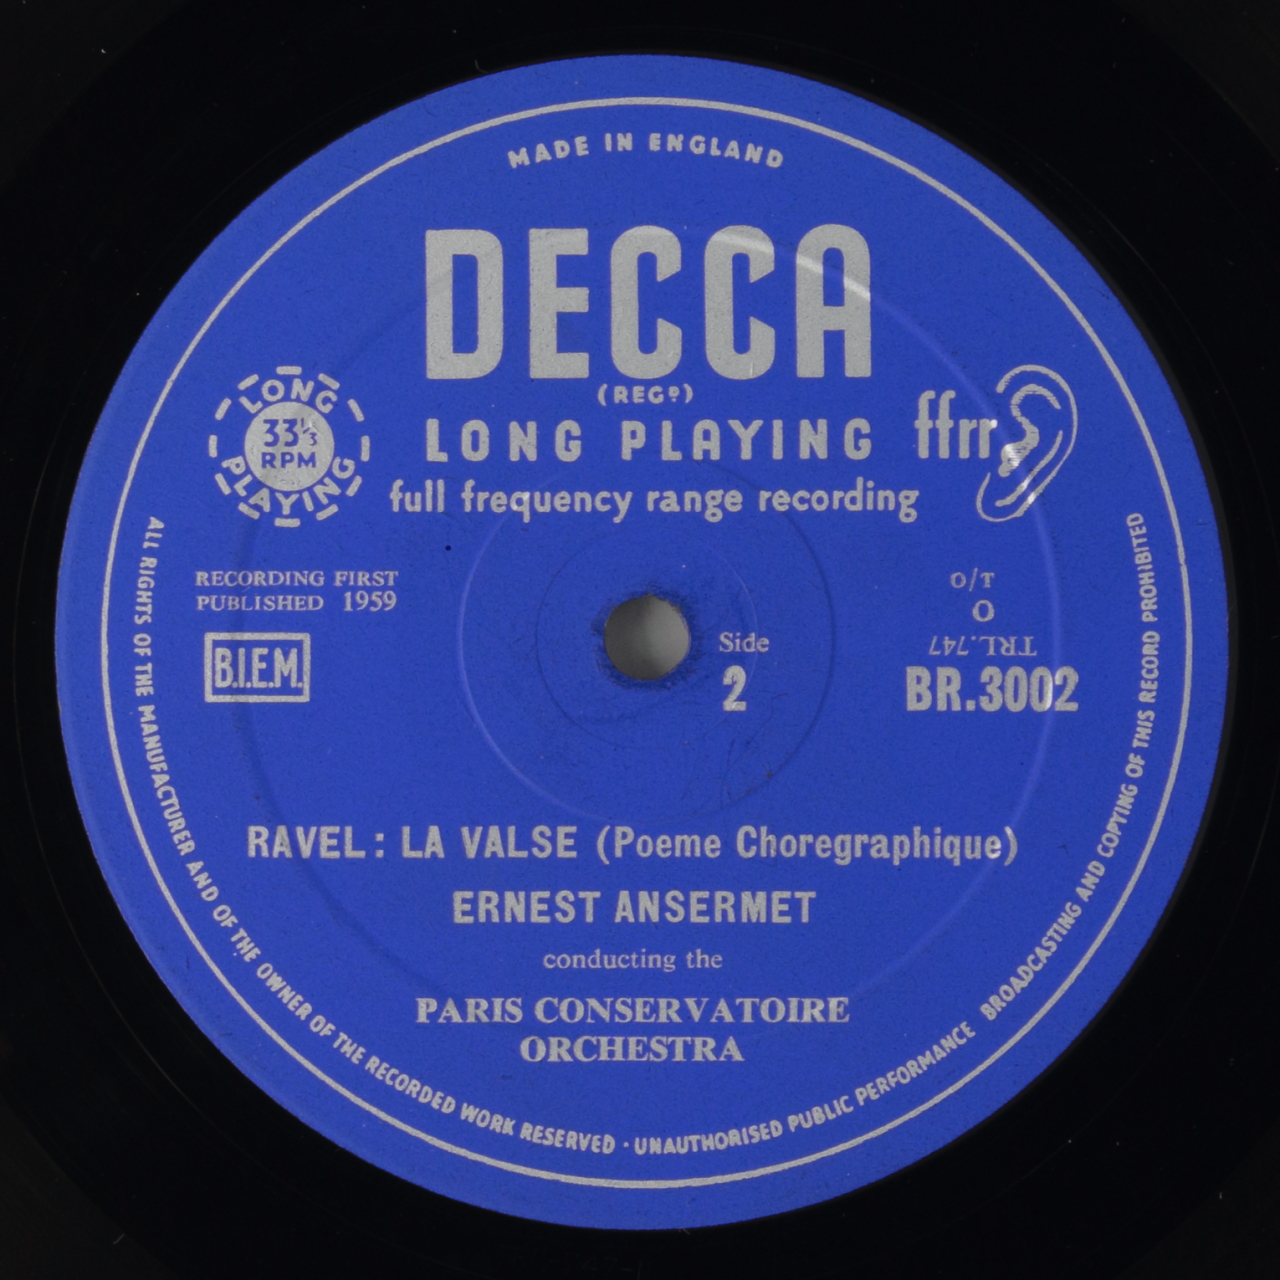 MADE IN ENGLAND
DECCA
(REGD)
LONG PLAYING
ffrr
LONG
33⅓
RPM
PLAYING
full frequency range recording
RECORDING FIRST
PUBLISHED 1959
B.I.E.M.
Side
2
O/T
O
TRL.747
BR.3002
RAVEL: LA VALSE (Poeme Choregraphique)
ERNEST ANSERMET
conducting the
PARIS CONSERVATOIRE
ORCHESTRA
ALL RIGHTS OF THE MANUFACTURER AND OF THE OWNER OF THE RECORDED WORK RESERVED · UNAUTHORISED PUBLIC PERFORMANCE BROADCASTING AND COPYING OF THIS RECORD PROHIBITED